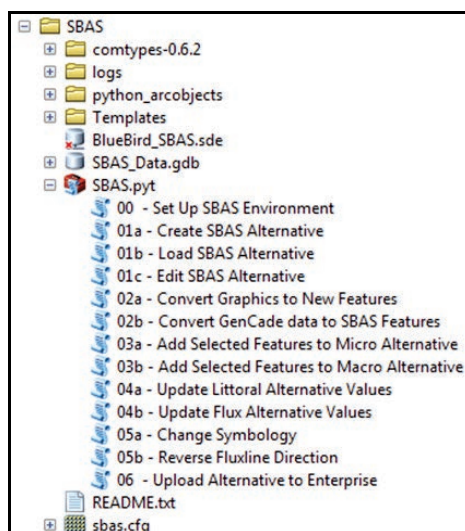 SBAS
comtypes-0.6.2
logs
python_arcobjects
Templates
BlueBird_SBAS.sde
SBAS_Data.gdb
SBAS.pyt
00 - Set Up SBAS Environment
01a - Create SBAS Alternative
01b - Load SBAS Alternative
01c - Edit SBAS Alternative
02a - Convert Graphics to New Features
02b - Convert GenCade data to SBAS Features
03a - Add Selected Features to Micro Alternative
03b - Add Selected Features to Macro Alternative
04a - Update Littoral Alternative Values
04b - Update Flux Alternative Values
05a - Change Symbology
05b - Reverse Fluxline Direction
06 - Upload Alternative to Enterprise
README.txt
sbas.cfg